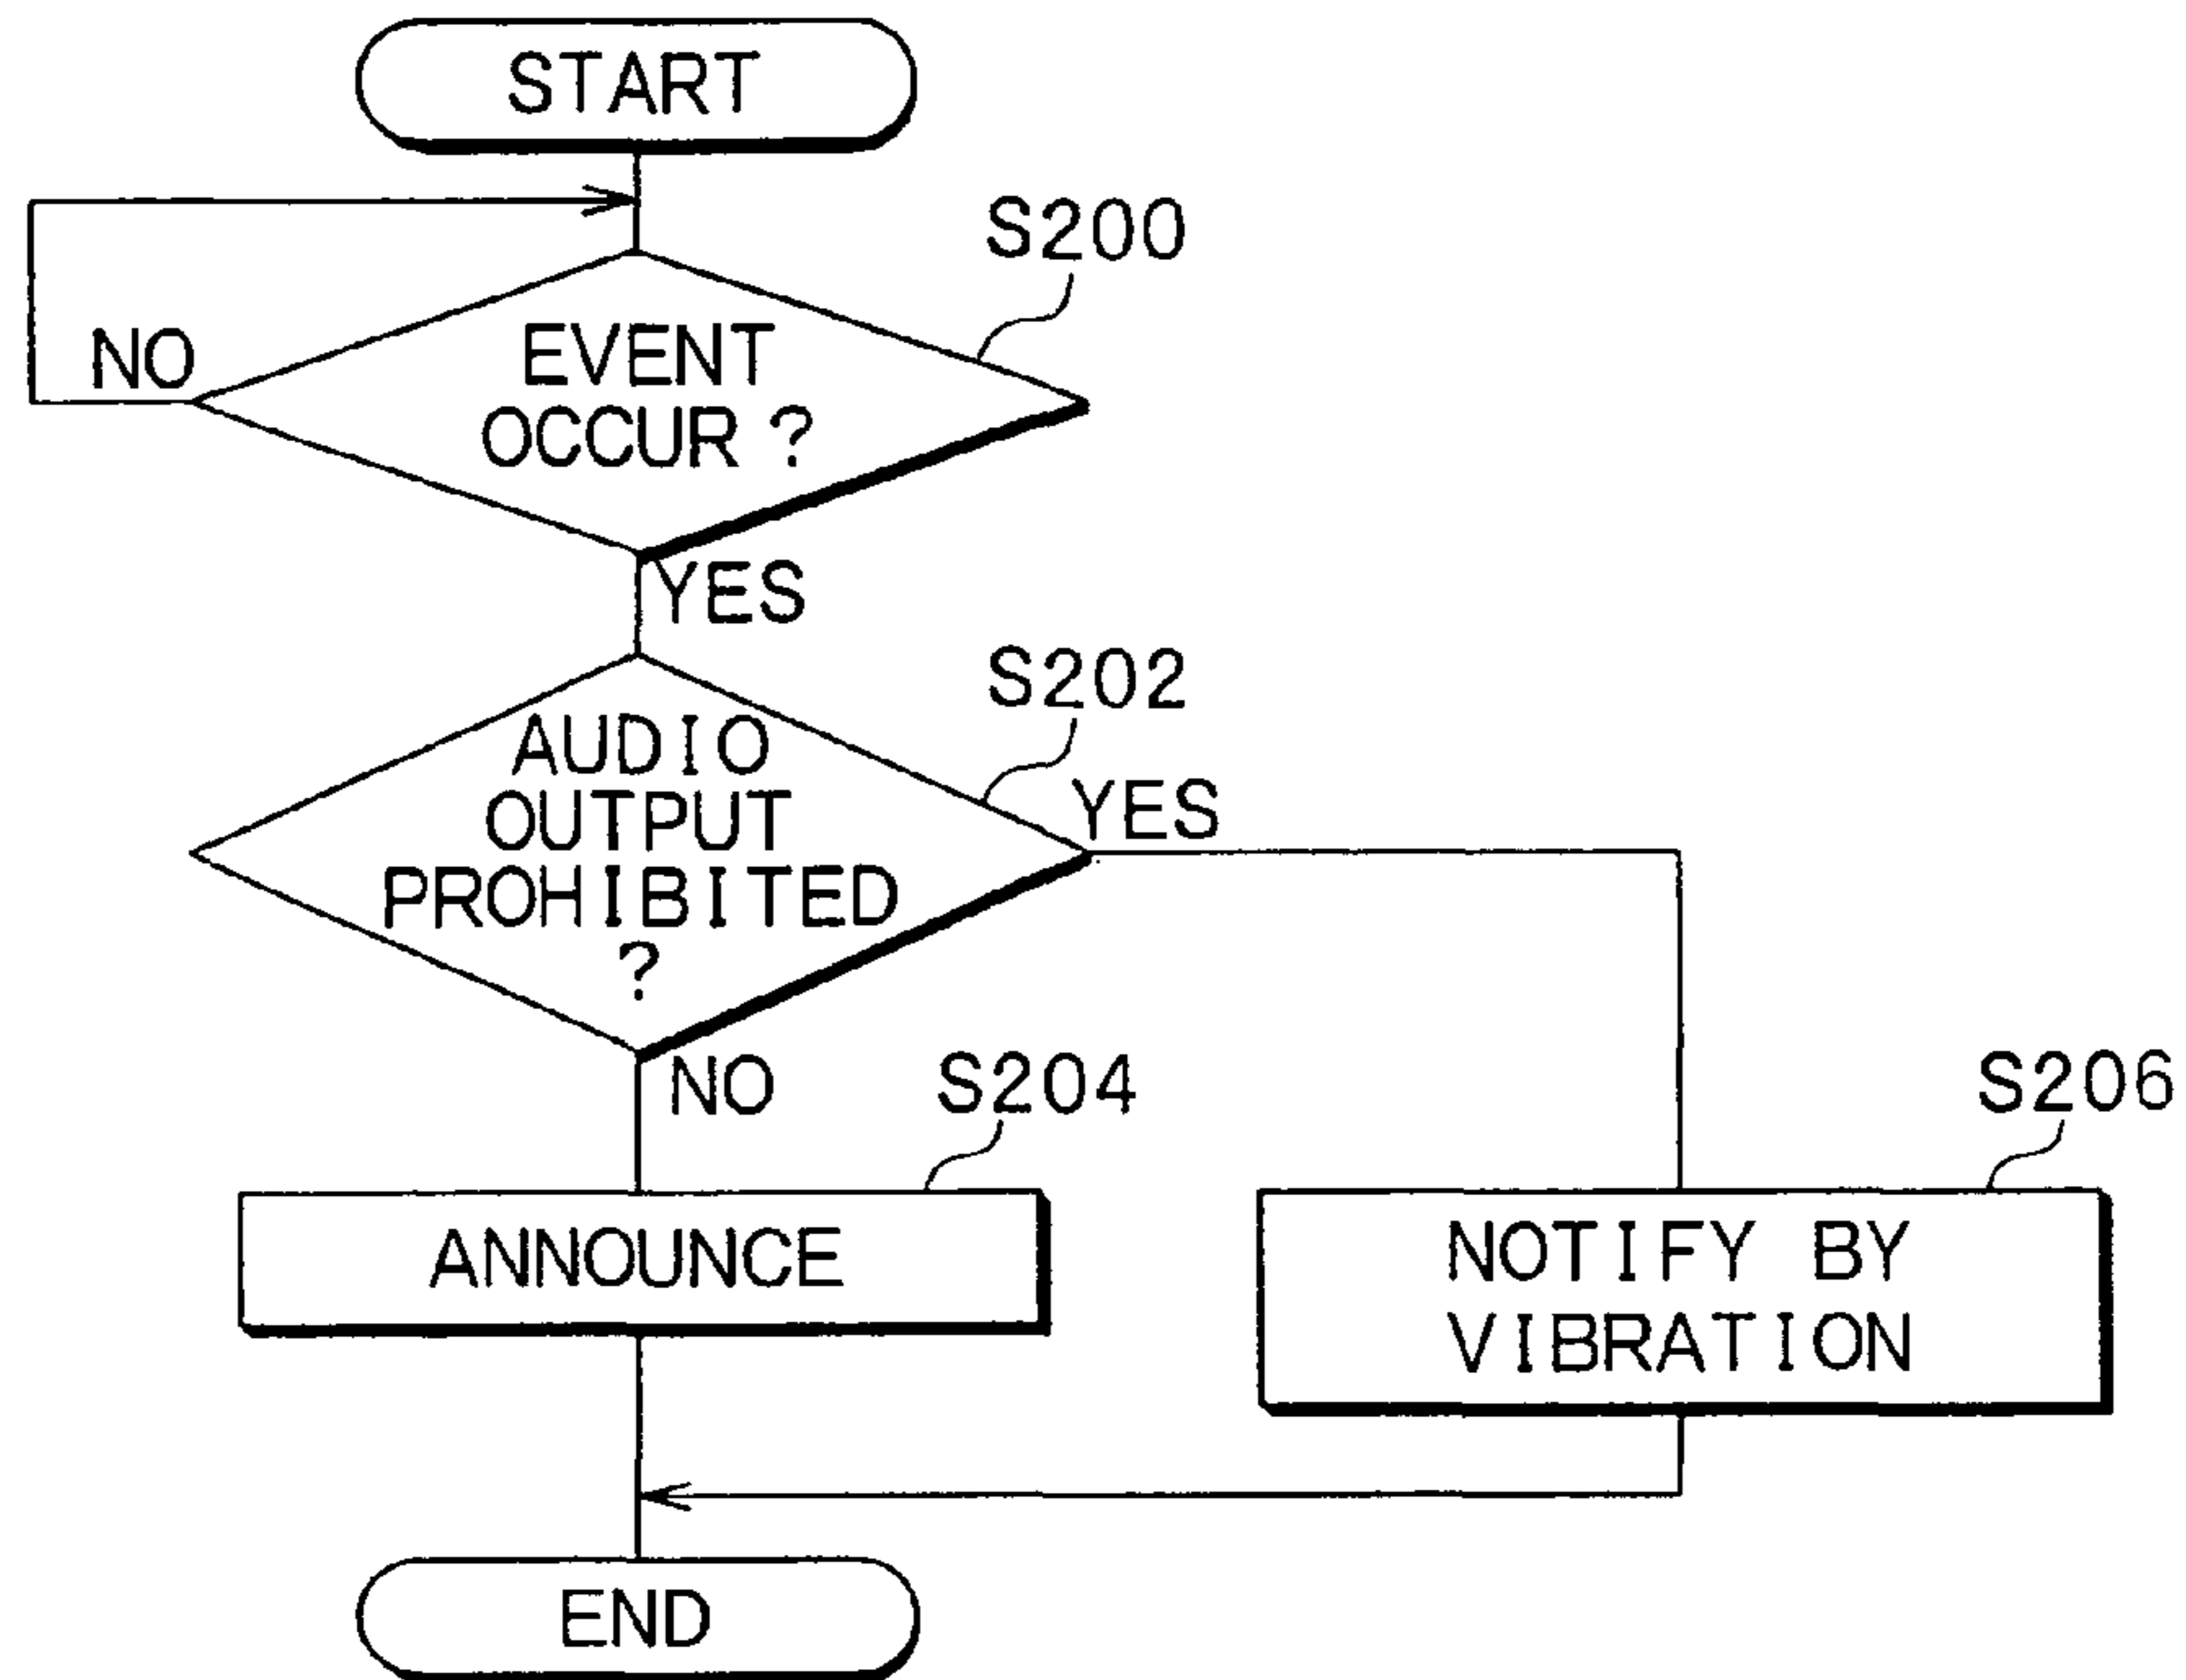 START
S200
NO
EVENT
OCCUR ?
YES
S202
AUDIO
OUTPUT
PROHIBITED
?
YES
NO
S204
S206
ANNOUNCE
NOTIFY BY
VIBRATION
END